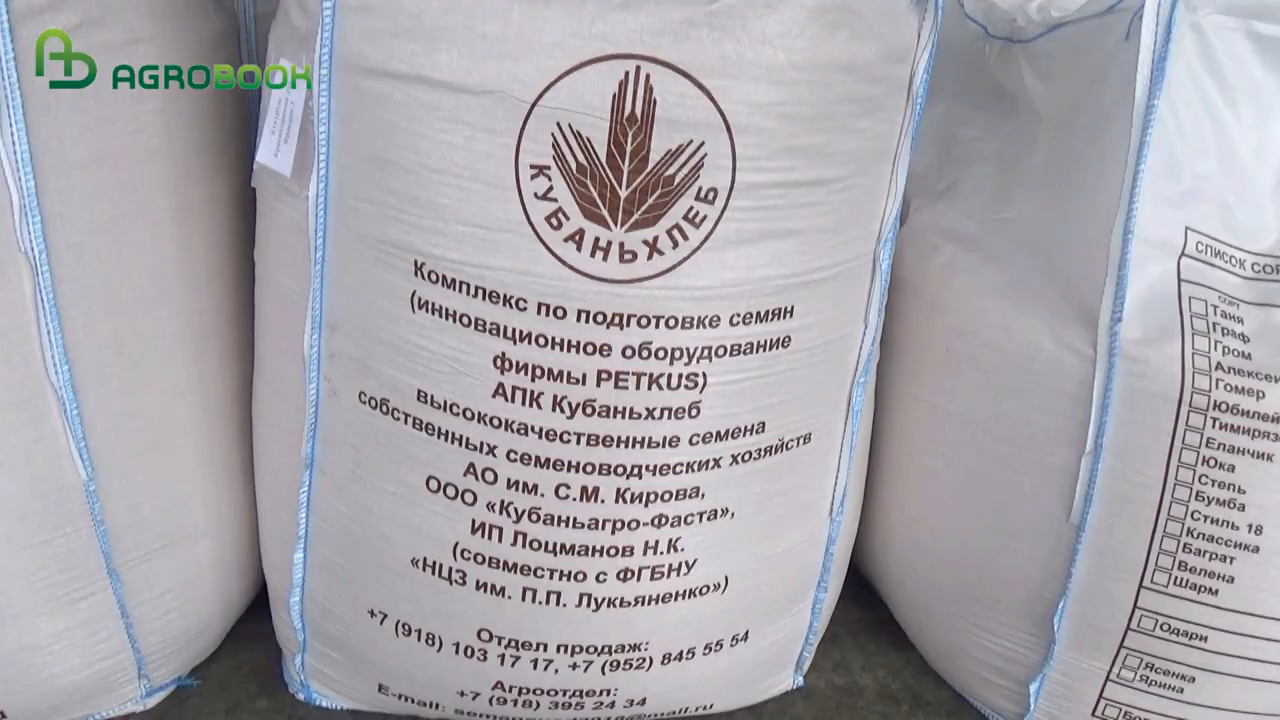 AGROBOOK
КУБАНЬХЛЕБ
Комплекс по подготовке семян
(инновационное оборудование
фирмы PETKUS)
АПК Кубаньхлеб
высококачественные семена
собственных семеноводческих хозяйств
АО им. С.М. Кирова,
ООО «Кубаньагро-Фаста»,
ИП Лоцманов Н.К.
(совместно с ФГБНУ
«НЦЗ им. П.П. Лукьяненко»)
Отдел продаж:
+7 (918) 103 17 17, +7 (952) 845 55 54
Агроотдел:
+7 (918) 395 24 34
E-mail:
СПИСОК
СОРТ
Таня
Граф
Гром
Алексеи
Гомер
Юбилей
Тимиряз
Еланчик
Юка
Степь
Бумба
Стиль 18
Классика
Баграт
Велена
Шарм
Одари
Ясенка
Ярина